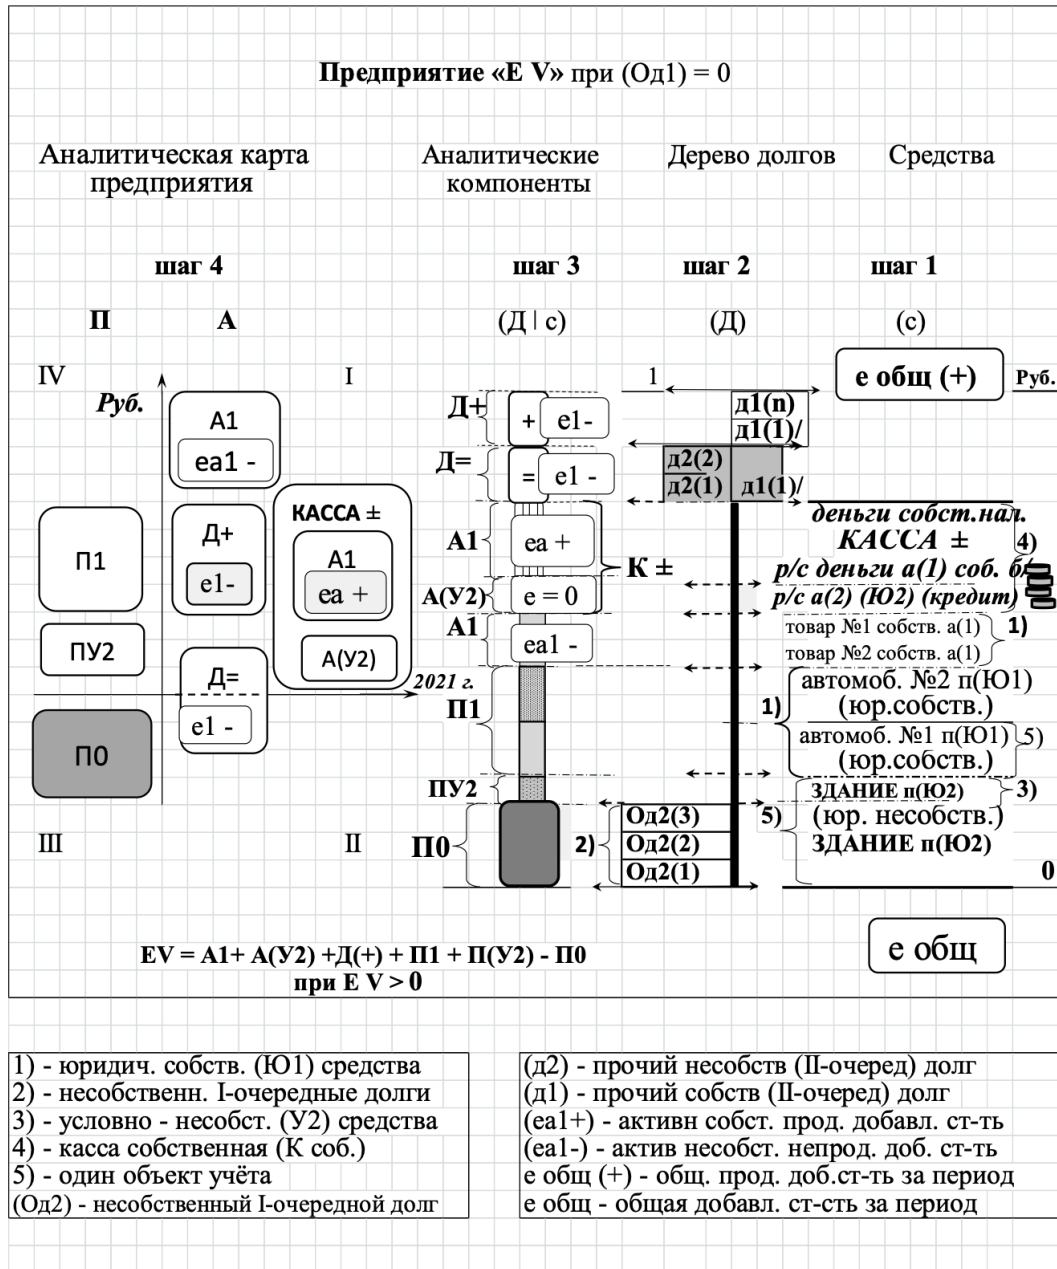 Предприятие «Е V» при (Од1) = 0
Аналитическая карта предприятия
Аналитические компоненты
Дерево долгов
Средства
шаг 4
шаг 3
шаг 2
шаг 1
П
А
(Д | с)
(Д)
(с)
IV
I
Руб.
А1
еа1 -
П1
Д+
е1-
КАССА ±
А1
еа +
А(У2)
ПУ2
Д=
е1 -
2021 г.
П0
III
II
Д+
+
е1-
Д=
=
е1 -
А1
еа +
К ±
А(У2)
е = 0
А1
еа1 -
П1
ПУ2
П0
1
д1(n)
д1(1)/
д2(2)
д2(1)
д1(1)/
2)
Од2(3)
Од2(2)
Од2(1)
е общ (+)
Руб.
деньги собст.нал.
КАССА ±
4)
р/с деньги а(1) соб. б/
р/с а(2) (Ю2) (кредит)
товар №1 собств. а(1)
1)
товар №2 собств. а(1)
автомоб. №2 п(Ю1)
1)
(юр.собств.)
автомоб. №1 п(Ю1)
5)
(юр.собств.)
ЗДАНИЕ п(Ю2)
3)
5)
(юр. несобств.)
ЗДАНИЕ п(Ю2)
0
е общ
EV = А1+ А(У2) +Д(+) + П1 + П(У2) - П0
при E V > 0
1) - юридич. собств. (Ю1) средства
2) - несобственн. I-очередные долги
3) - условно - несобст. (У2) средства
4) - касса собственная (К соб.)
5) - один объект учёта
(Од2) - несобственный I-очередной долг
(д2) - прочий несобств (II-очеред) долг
(д1) - прочий собств (II-очеред) долг
(еа1+) - активн собст. прод. добавл. ст-ть
(еа1-) - актив несобст. непрод. доб. ст-ть
е общ (+) - общ. прод. доб.ст-ть за период
е общ - общая добавл. ст-сть за период